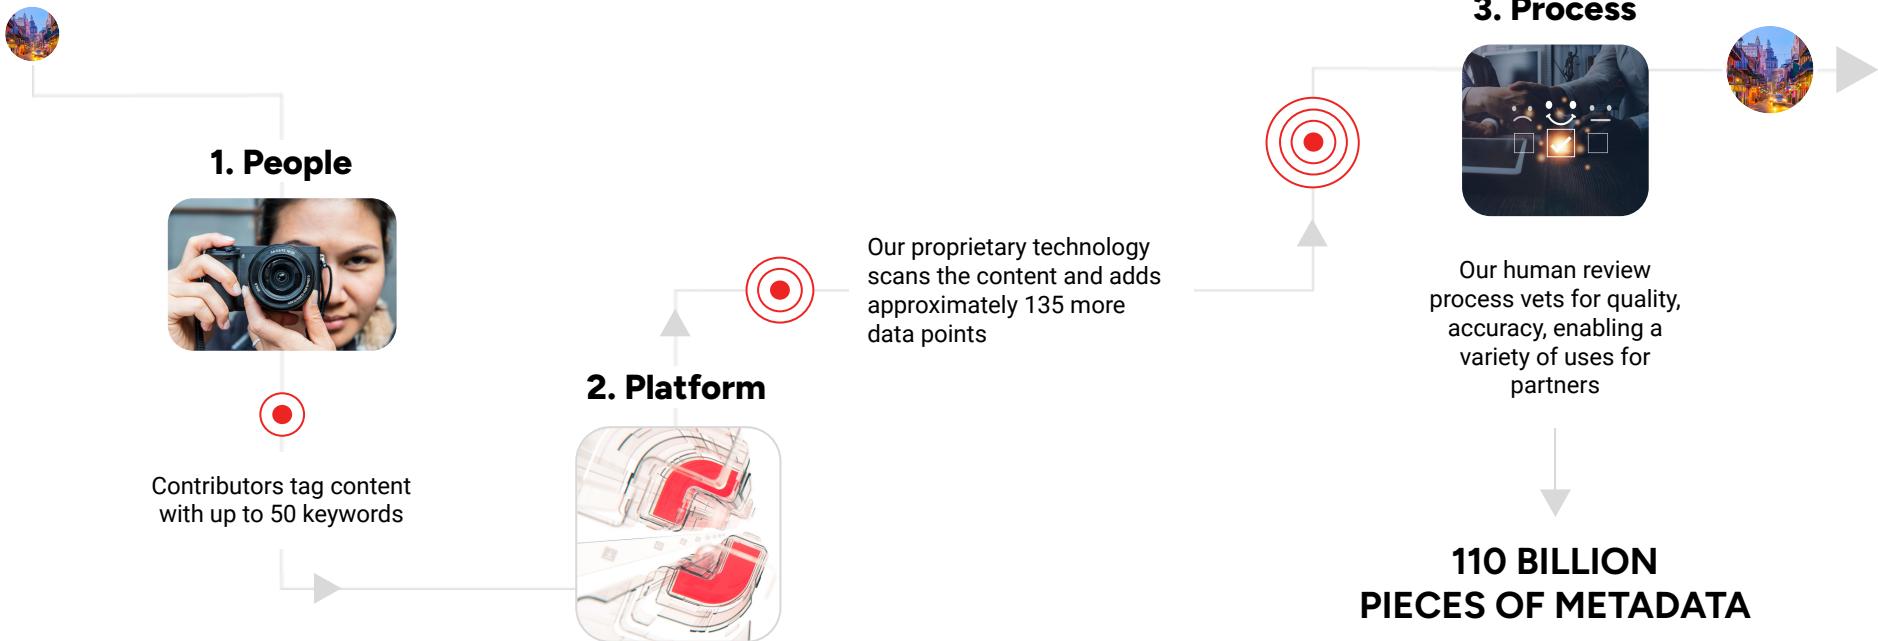 1. People
Contributors tag content
with up to 50 keywords
2. Platform
Our proprietary technology
scans the content and adds
approximately 135 more
data points
3. Process
Our human review
process vets for quality,
accuracy, enabling a
variety of uses for
partners
110 BILLION
PIECES OF METADATA